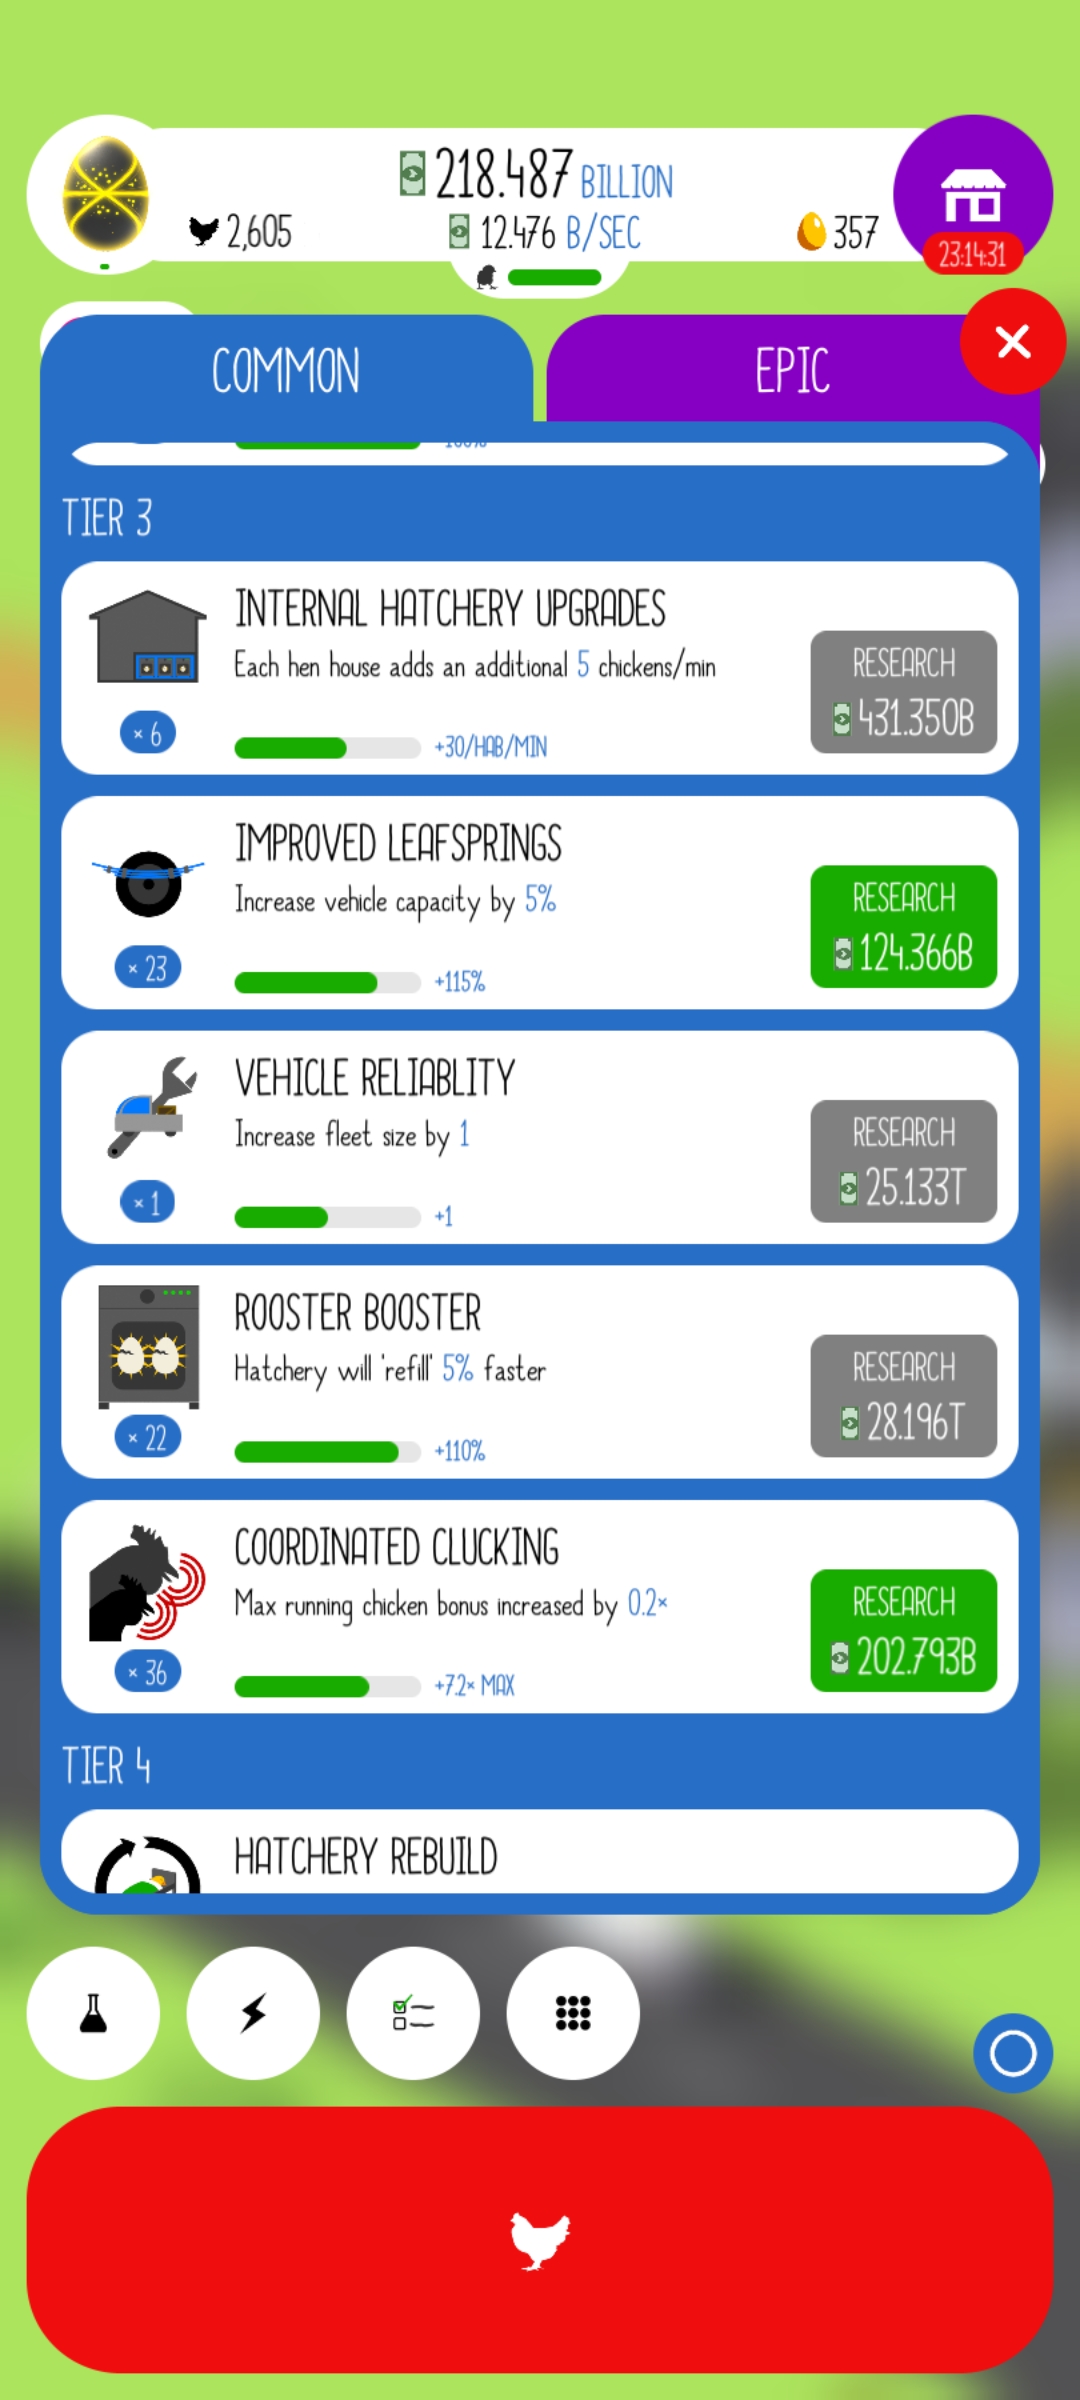 218.487 BILLION
2,605
12.476 B/SEC
357
23:14:31
COMMON
EPIC
TIER 3
INTERNAL HATCHERY UPGRADES
Each hen house adds an additional 5 chickens/min
RESEARCH
431.350B
× 6
+30/HAB/MIN
IMPROVED LEAFSPRINGS
Increase vehicle capacity by 5%
RESEARCH
124.366B
× 23
+115%
VEHICLE RELIABLITY
Increase fleet size by 1
RESEARCH
25.133T
× 1
+1
ROOSTER BOOSTER
Hatchery will 'refill' 5% faster
RESEARCH
28.196T
× 22
+110%
COORDINATED CLUCKING
Max running chicken bonus increased by 0.2×
RESEARCH
202.793B
× 36
+7.2× MAX
TIER 4
HATCHERY REBUILD